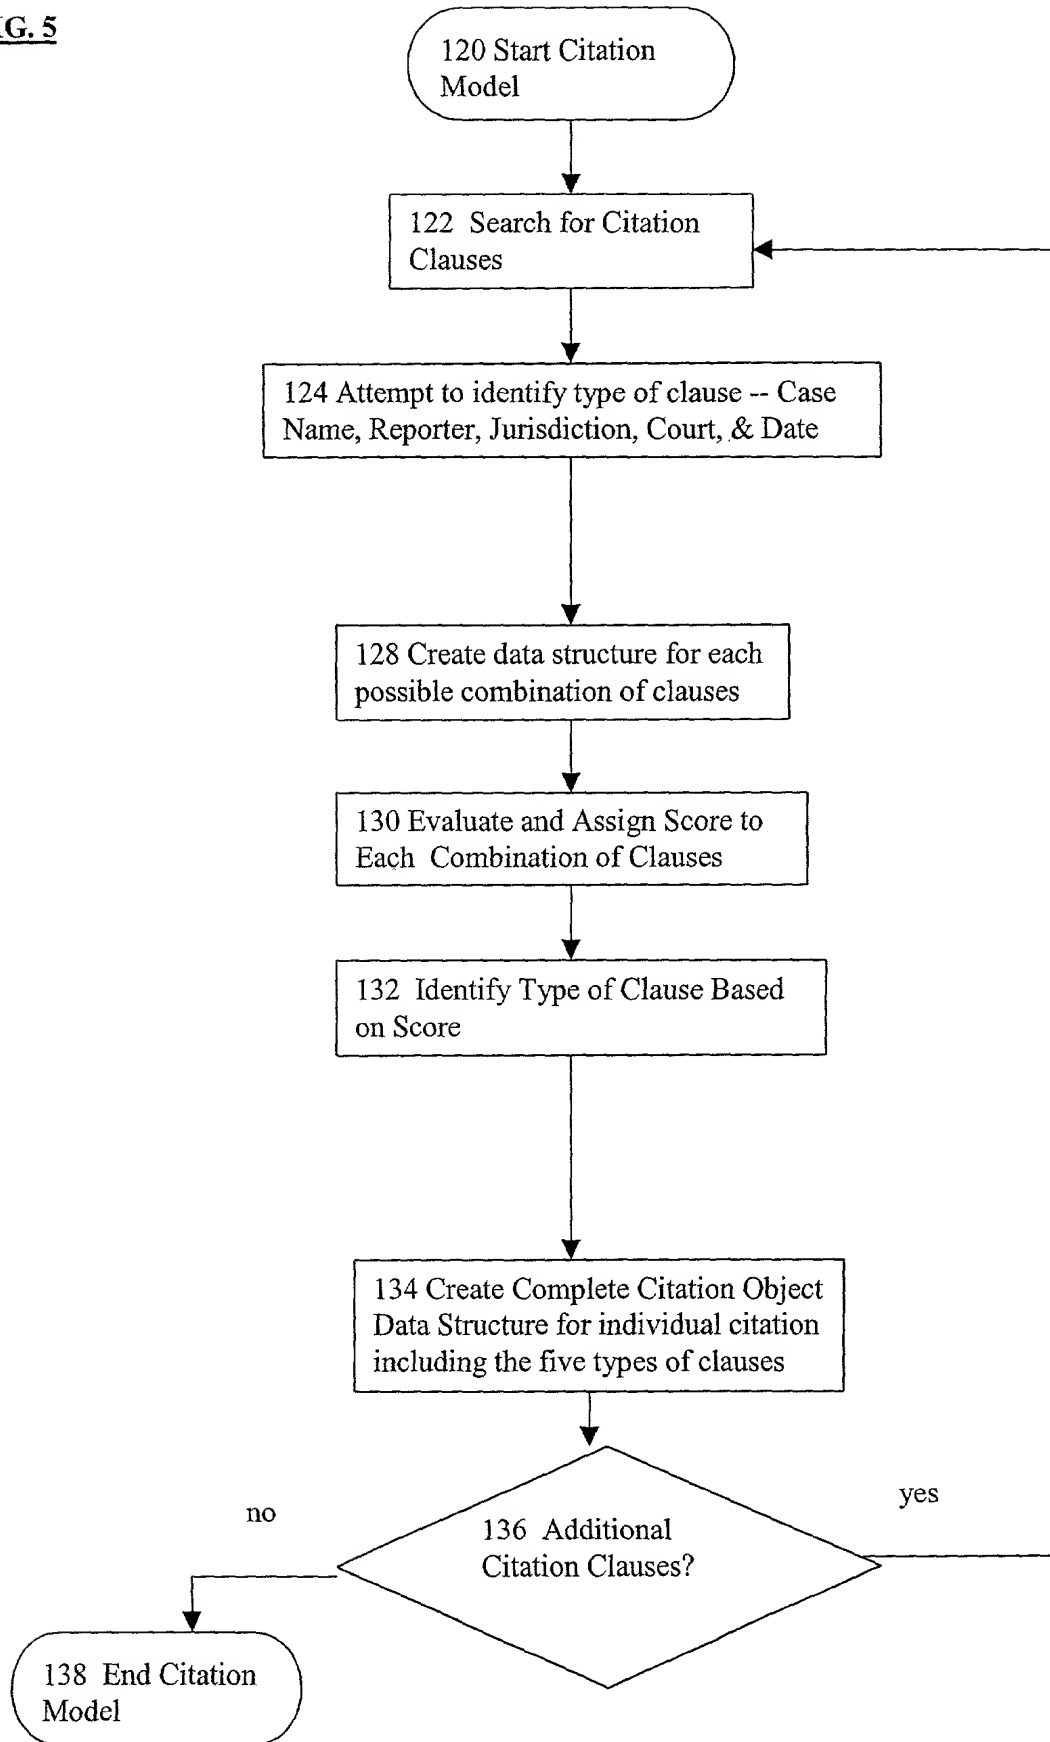 G. 5
120 Start Citation
Model
122 Search for Citation
Clauses
124 Attempt to identify type of clause -- Case
Name, Reporter, Jurisdiction, Court, & Date
128 Create data structure for each
possible combination of clauses
130 Evaluate and Assign Score to
Each Combination of Clauses
132 Identify Type of Clause Based
on Score
134 Create Complete Citation Object
Data Structure for individual citation
including the five types of clauses
yes
no
136 Additional
Citation Clauses?
138 End Citation
Model